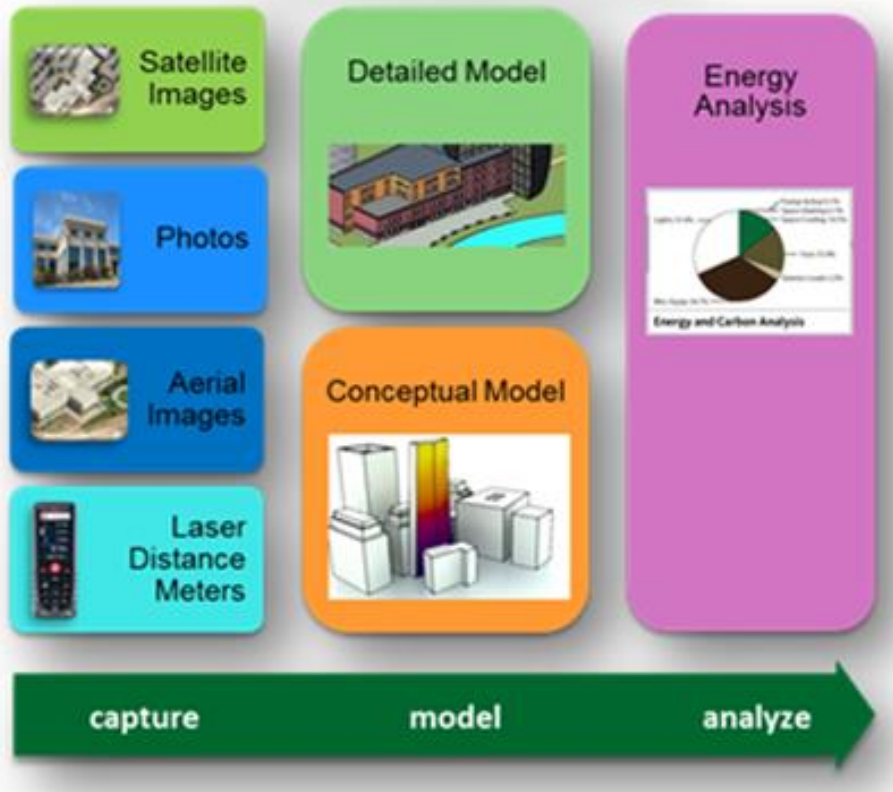 Satellite
Images
Photos
Aerial
Images
Laser
Distance
Meters
Detailed Model
Conceptual Model
Energy
Analysis
Energy and Carbon Analysis
capture
model
analyze